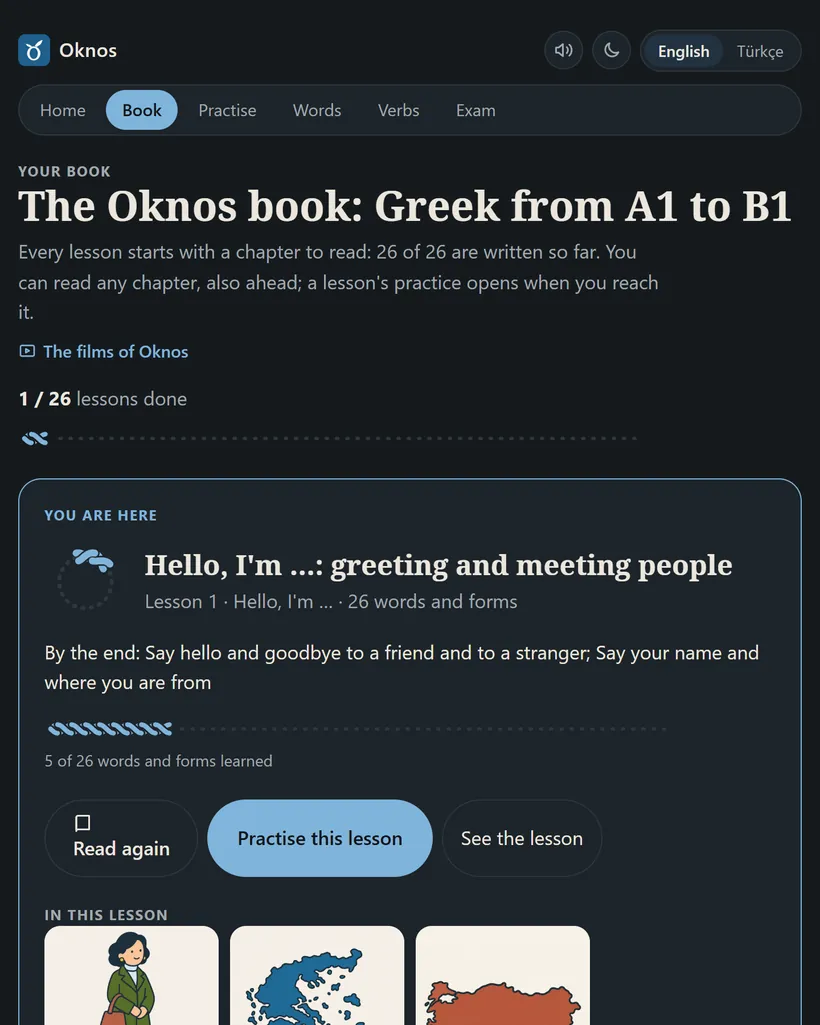 Oknos
English
Türkçe
Home
Book
Practise
Words
Verbs
Exam
YOUR BOOK
The Oknos book: Greek from A1 to B1
Every lesson starts with a chapter to read: 26 of 26 are written so far. You
can read any chapter, also ahead; a lesson's practice opens when you reach
it.
The films of Oknos
1 / 26 lessons done
YOU ARE HERE
Hello, I'm ...: greeting and meeting people
Lesson 1 · Hello, I'm ... · 26 words and forms
By the end: Say hello and goodbye to a friend and to a stranger; Say your name and
where you are from
5 of 26 words and forms learned
Read again
Practise this lesson
See the lesson
IN THIS LESSON